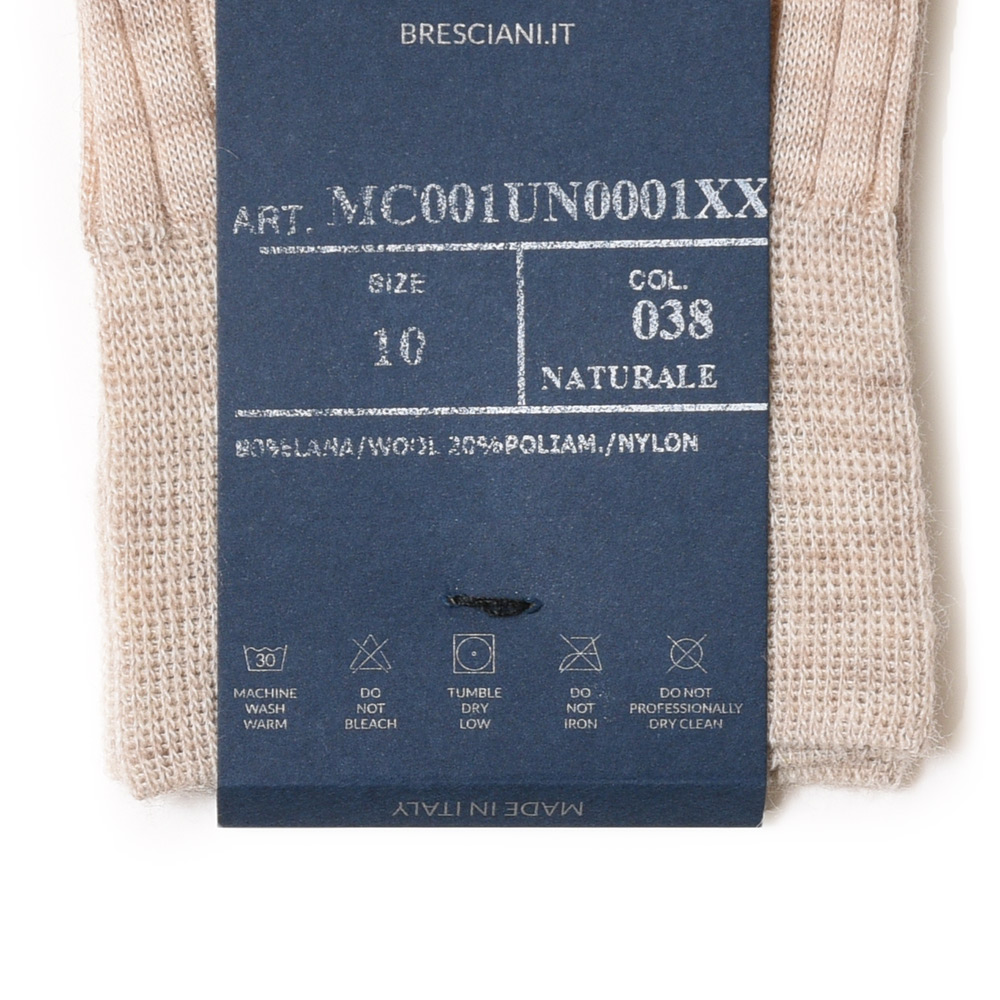 BRESCIANI.IT
ART. MC001UN0001XX
SIZE
10
COL.
038
NATURALE
80%LANA/WOOL 20%POLIAM./NYLON
30
MACHINE
WASH
WARM
DO
NOT
BLEACH
TUMBLE
DRY
LOW
DO
NOT
IRON
DO NOT
PROFESSIONALLY
DRY CLEAN
MADE IN ITALY